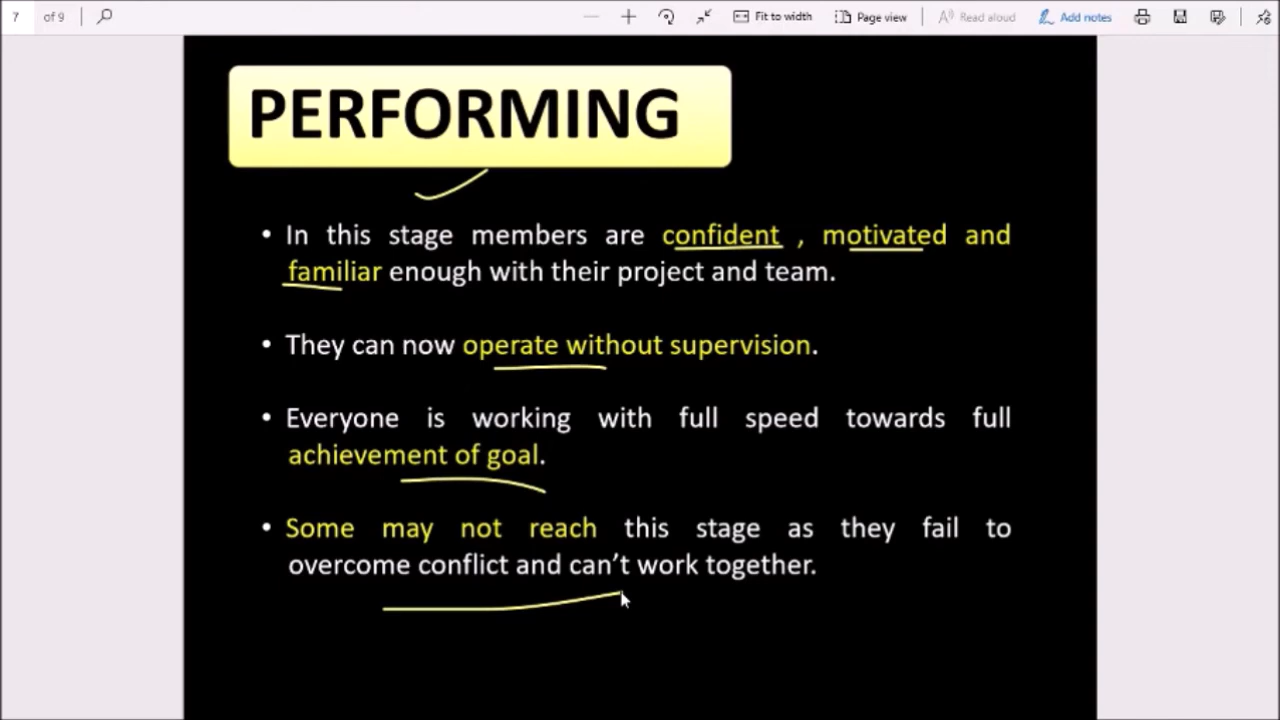 7 of 9 Fit to width Page view Read aloud Add notes
PERFORMING
• In this stage members are confident , motivated and
familiar enough with their project and team.
• They can now operate without supervision.
• Everyone is working with full speed towards full
achievement of goal.
• Some may not reach this stage as they fail to
overcome conflict and can’t work together.